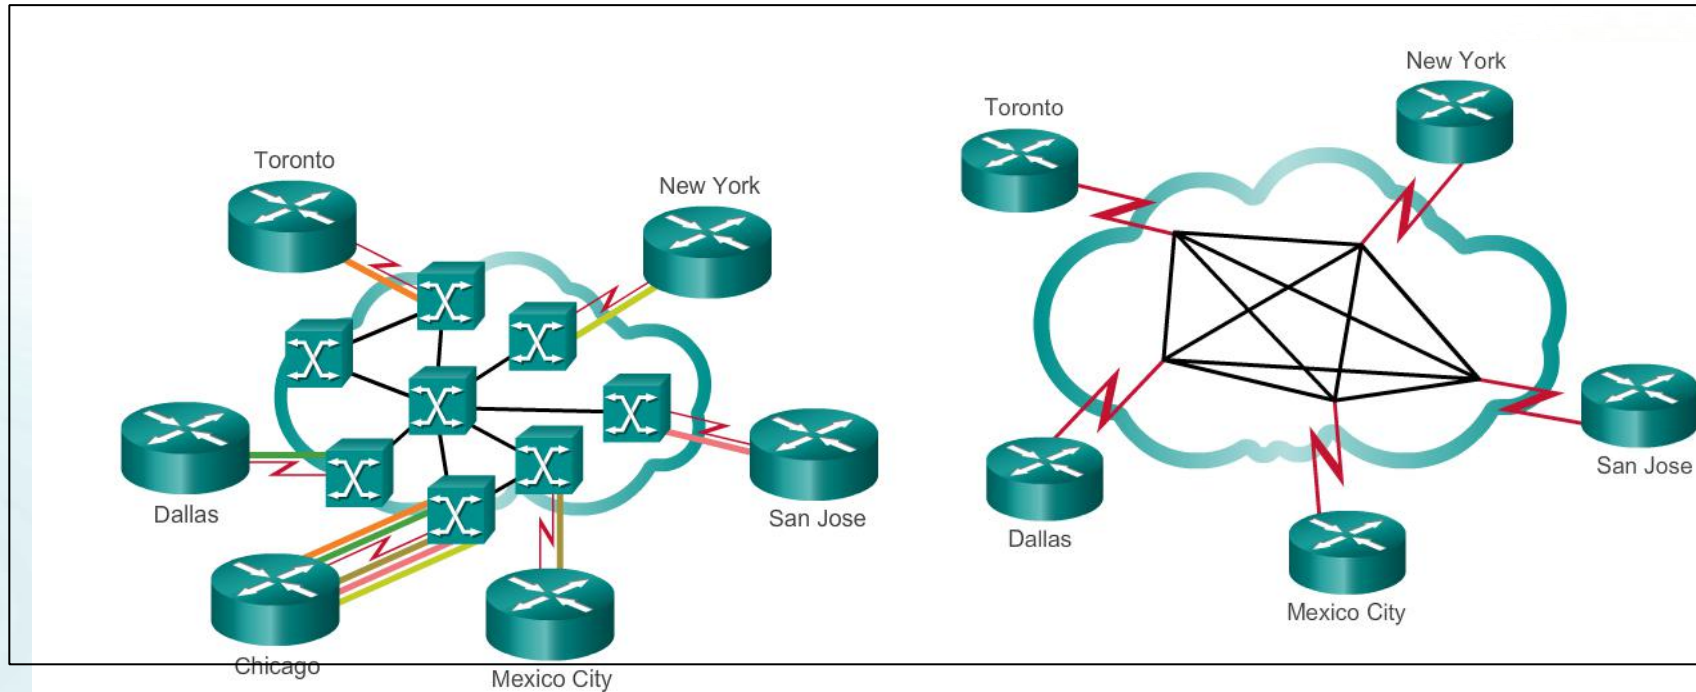 Toronto
New York
Dallas
San Jose
Chicago
Mexico City
New York
Toronto
San Jose
Dallas
Mexico City